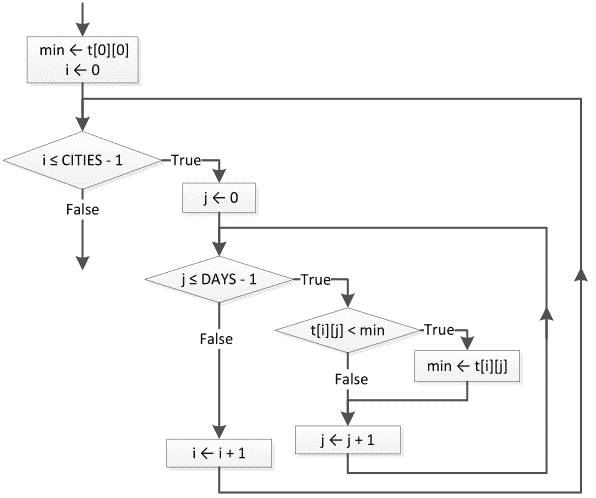 min ← t[0][0]
i ← 0
i ≤ CITIES - 1
True
j ← 0
False
j ≤ DAYS - 1
True
t[i][j] < min
True
False
min ← t[i][j]
False
j ← j + 1
i ← i + 1